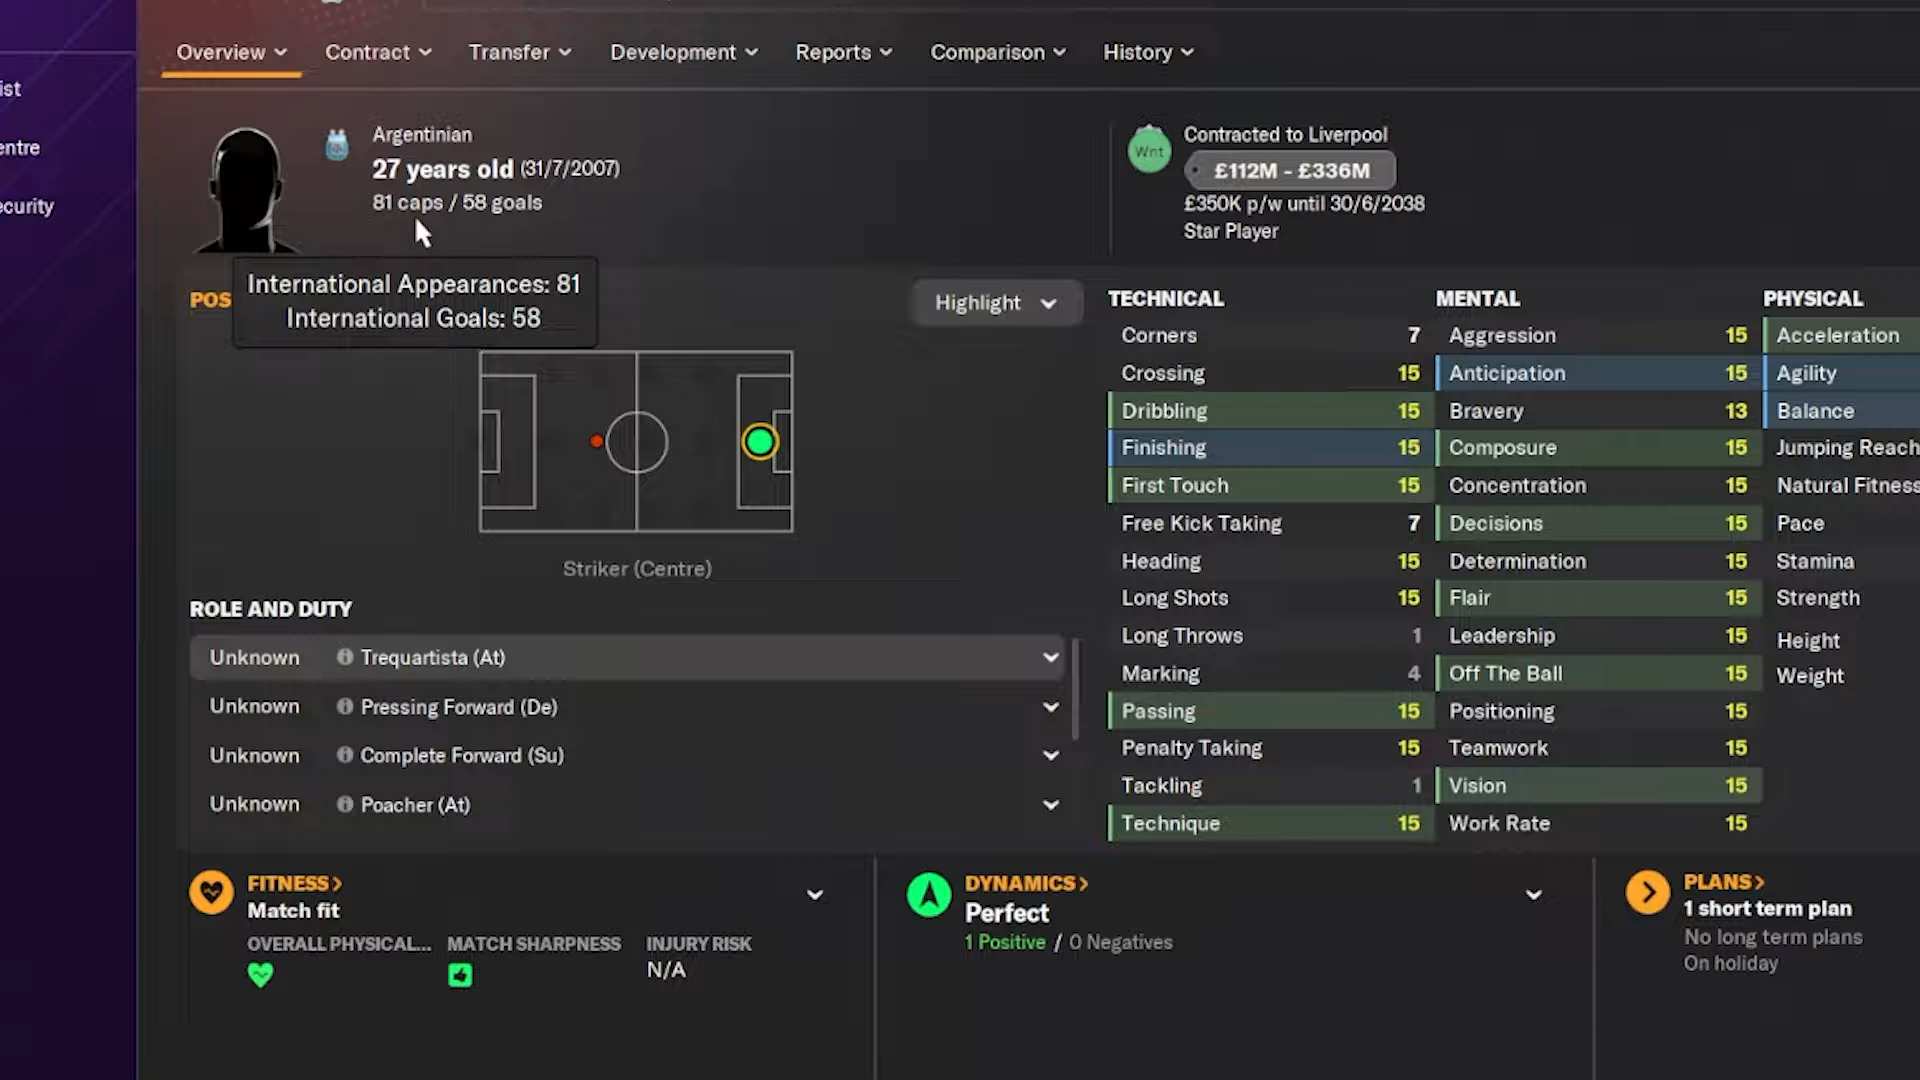 Overview
Contract
Transfer
Development
Reports
Comparison
History
ist
entre
ecurity
Argentinian
27 years old (31/7/2007)
81 caps / 58 goals
International Appearances: 81
International Goals: 58
Wnt
Contracted to Liverpool
£112M - £336M
£350K p/w until 30/6/2038
Star Player
POS
Highlight
Striker (Centre)
ROLE AND DUTY
Unknown Trequartista (At)
Unknown Pressing Forward (De)
Unknown Complete Forward (Su)
Unknown Poacher (At)
TECHNICAL
Corners 7
Crossing 15
Dribbling 15
Finishing 15
First Touch 15
Free Kick Taking 7
Heading 15
Long Shots 15
Long Throws 1
Marking 4
Passing 15
Penalty Taking 15
Tackling 1
Technique 15
MENTAL
Aggression 15
Anticipation 15
Bravery 13
Composure 15
Concentration 15
Decisions 15
Determination 15
Flair 15
Leadership 15
Off The Ball 15
Positioning 15
Teamwork 15
Vision 15
Work Rate 15
PHYSICAL
Acceleration
Agility
Balance
Jumping Reach
Natural Fitness
Pace
Stamina
Strength
Height
Weight
FITNESS>
Match fit
OVERALL PHYSICAL...
MATCH SHARPNESS
INJURY RISK
N/A
DYNAMICS>
Perfect
1 Positive / 0 Negatives
PLANS>
1 short term plan
No long term plans
On holiday